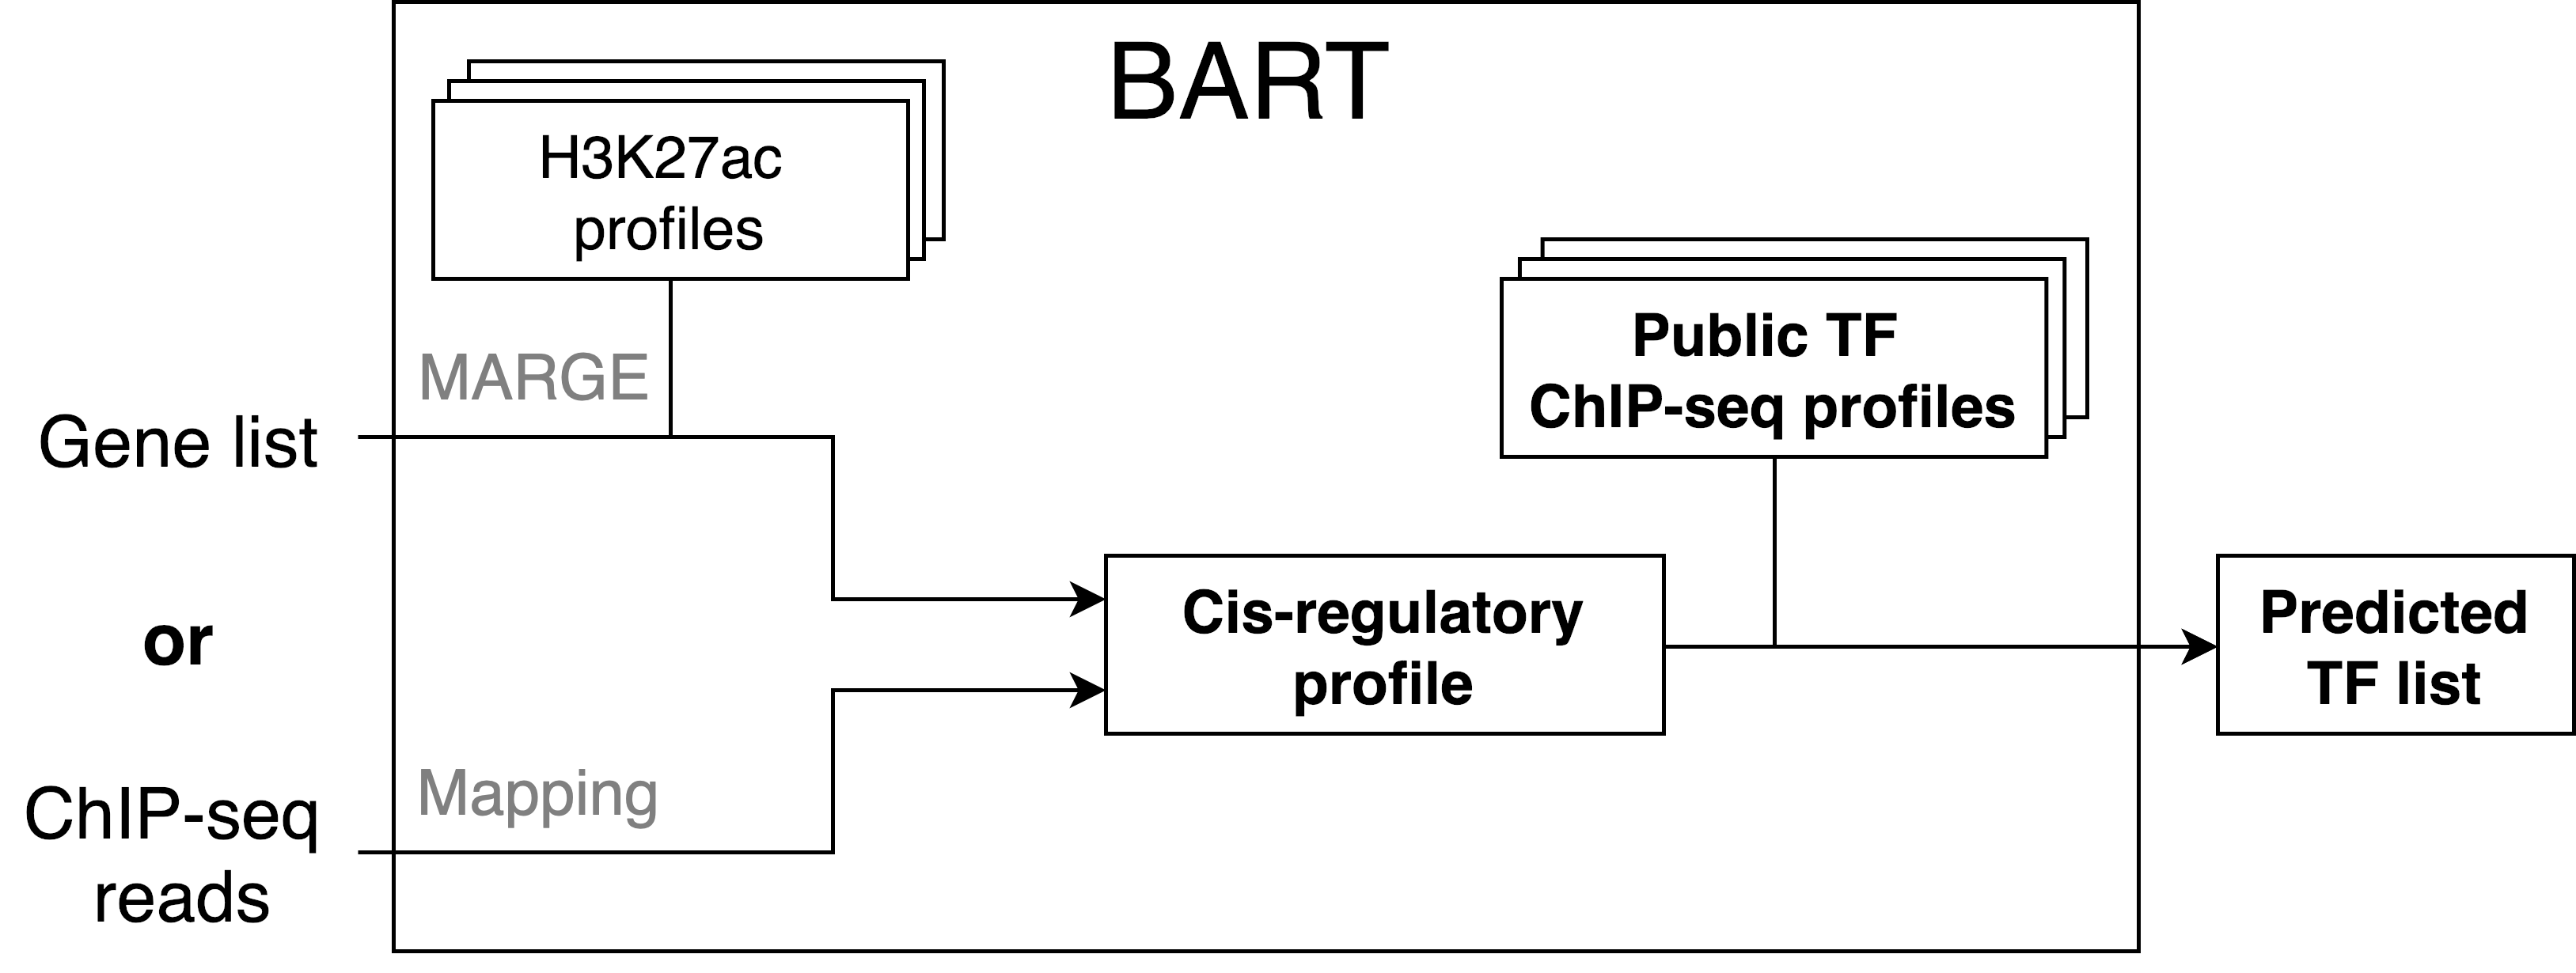 BART
H3K27ac
profiles
MARGE
Gene list
Public TF
ChIP-seq profiles
or
Cis-regulatory
profile
Predicted
TF list
Mapping
ChIP-seq
reads